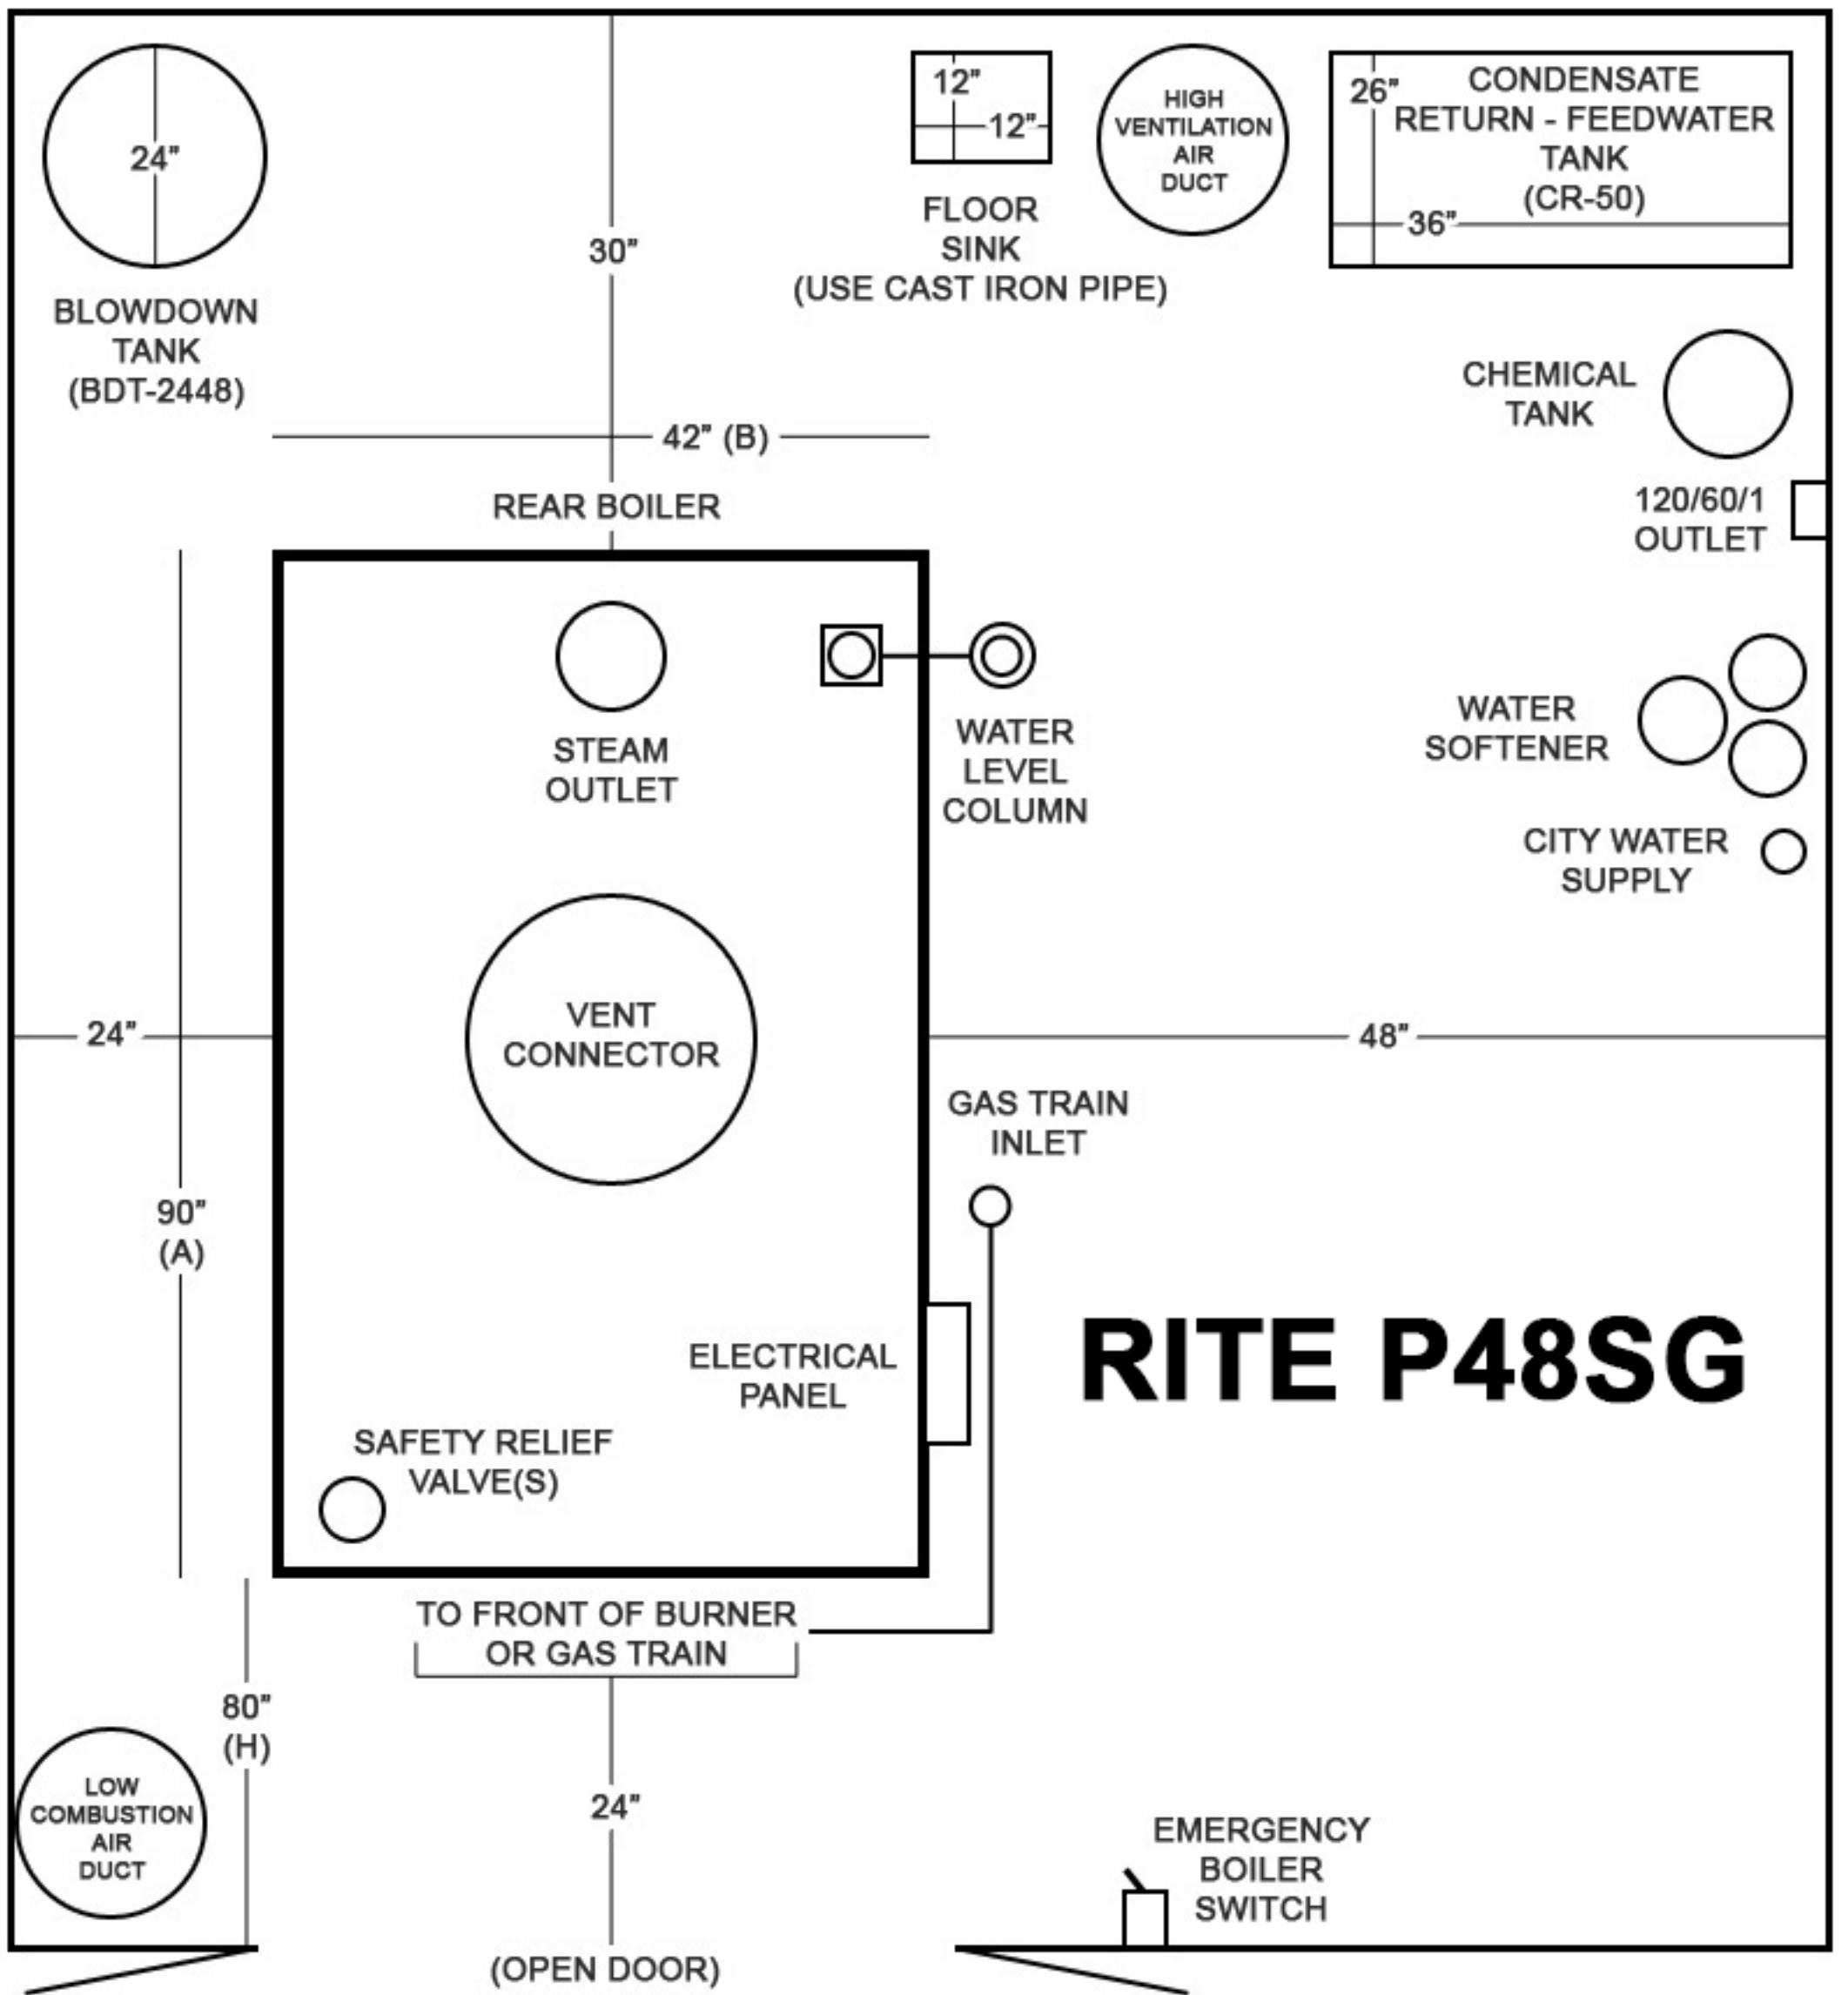 24”
BLOWDOWN
TANK
(BDT-2448)
30”
12”
12”
FLOOR
SINK
(USE CAST IRON PIPE)
HIGH
VENTILATION
AIR
DUCT
26”
CONDENSATE
RETURN - FEEDWATER
TANK
(CR-50)
36”
CHEMICAL
TANK
42” (B)
REAR BOILER
120/60/1
OUTLET
STEAM
OUTLET
WATER
LEVEL
COLUMN
WATER
SOFTENER
CITY WATER
SUPPLY
24”
VENT
CONNECTOR
48”
GAS TRAIN
INLET
90”
(A)
ELECTRICAL
PANEL
RITE P48SG
SAFETY RELIEF
VALVE(S)
TO FRONT OF BURNER
OR GAS TRAIN
80”
(H)
LOW
COMBUSTION
AIR
DUCT
24”
EMERGENCY
BOILER
SWITCH
(OPEN DOOR)